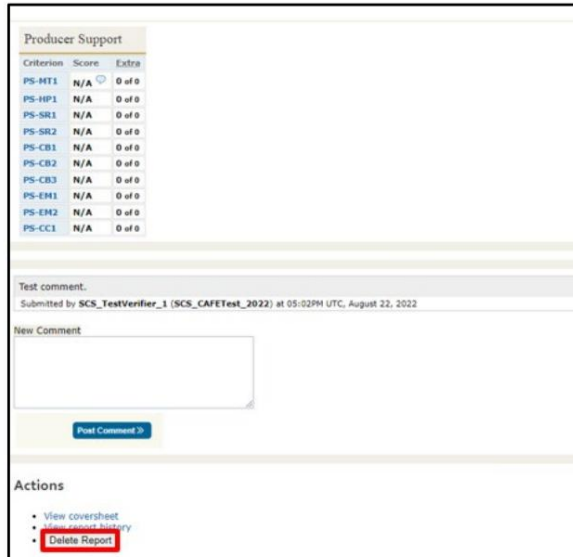 Producer Support
Criterion Score Extra
PS-MT1 N/A 0 of 0
PS-HP1 N/A 0 of 0
PS-SR1 N/A 0 of 0
PS-SR2 N/A 0 of 0
PS-CB1 N/A 0 of 0
PS-CB2 N/A 0 of 0
PS-CB3 N/A 0 of 0
PS-EM1 N/A 0 of 0
PS-EM2 N/A 0 of 0
PS-CC1 N/A 0 of 0
Test comment.
Submitted by SCS_TestVerifier_1 (SCS_CAFETest_2022) at 05:02PM UTC, August 22, 2022
New Comment
Post Comment »
Actions
• View coversheet
• View report history
• Delete Report